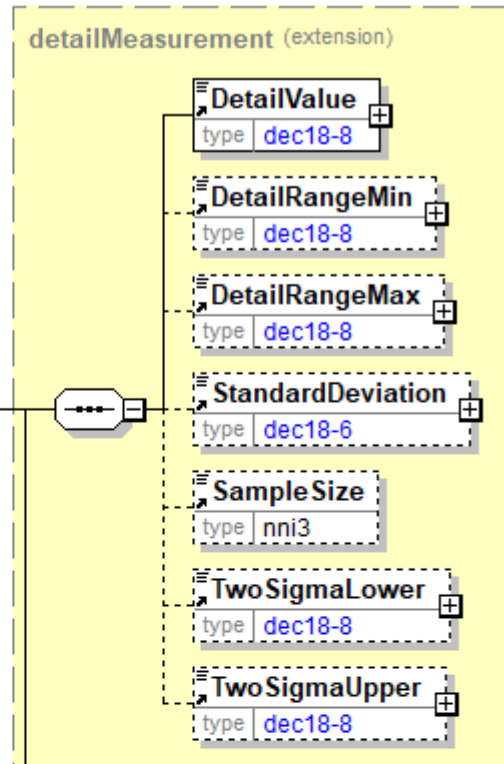 detailMeasurement (extension)
DetailValue
type dec18-8
DetailRangeMin
type dec18-8
DetailRangeMax
type dec18-8
StandardDeviation
type dec18-6
SampleSize
type nni3
TwoSigmaLower
type dec18-8
TwoSigmaUpper
type dec18-8